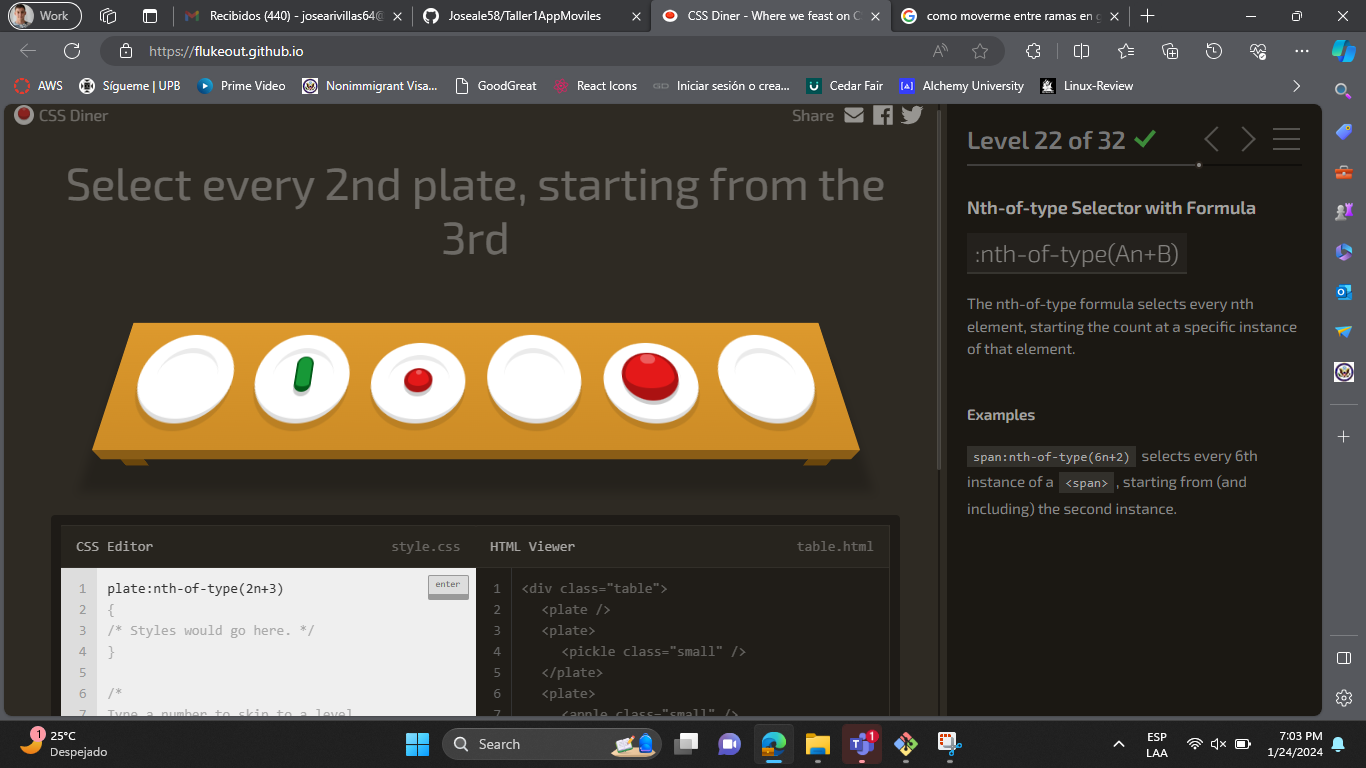 Work
Recibidos (440) - josearivillas64@
Joseale58/Taller1AppMoviles
CSS Diner - Where we feast on C
como moverme entre ramas en g
https://flukeout.github.io
AWS
Sígueme | UPB
Prime Video
Nonimmigrant Visa...
GoodGreat
React Icons
Iniciar sesión o crea...
Cedar Fair
Alchemy University
Linux-Review
CSS Diner
Share
Select every 2nd plate, starting from the
3rd
CSS Editor
style.css
HTML Viewer
table.html
1 plate:nth-of-type(2n+3)
enter
2 {
3 /* Styles would go here. */
4 }
5
6 /*
7 Type a number to skip to a level.
1 <div class="table">
2 <plate />
3 <plate>
4 <pickle class="small" />
5 </plate>
6 <plate>
7 <apple class="small" />
Level 22 of 32
Nth-of-type Selector with Formula
:nth-of-type(An+B)
The nth-of-type formula selects every nth
element, starting the count at a specific instance
of that element.
Examples
span:nth-of-type(6n+2) selects every 6th
instance of a <span>, starting from (and
including) the second instance.
1
25°C
Despejado
Search
1
ESP
LAA
7:03 PM
1/24/2024